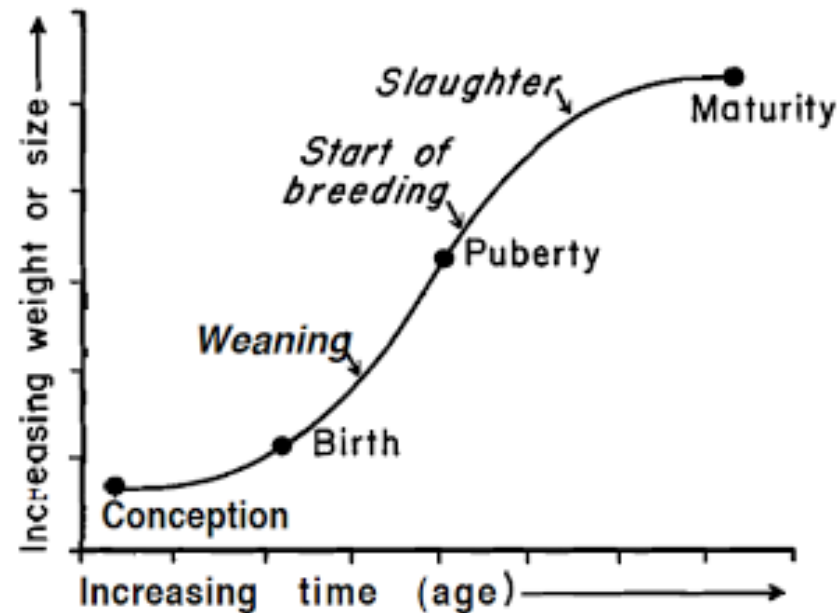 Increasing weight or size
Slaughter
Maturity
Start of
breeding
Puberty
Weaning
Birth
Conception
Increasing time (age)